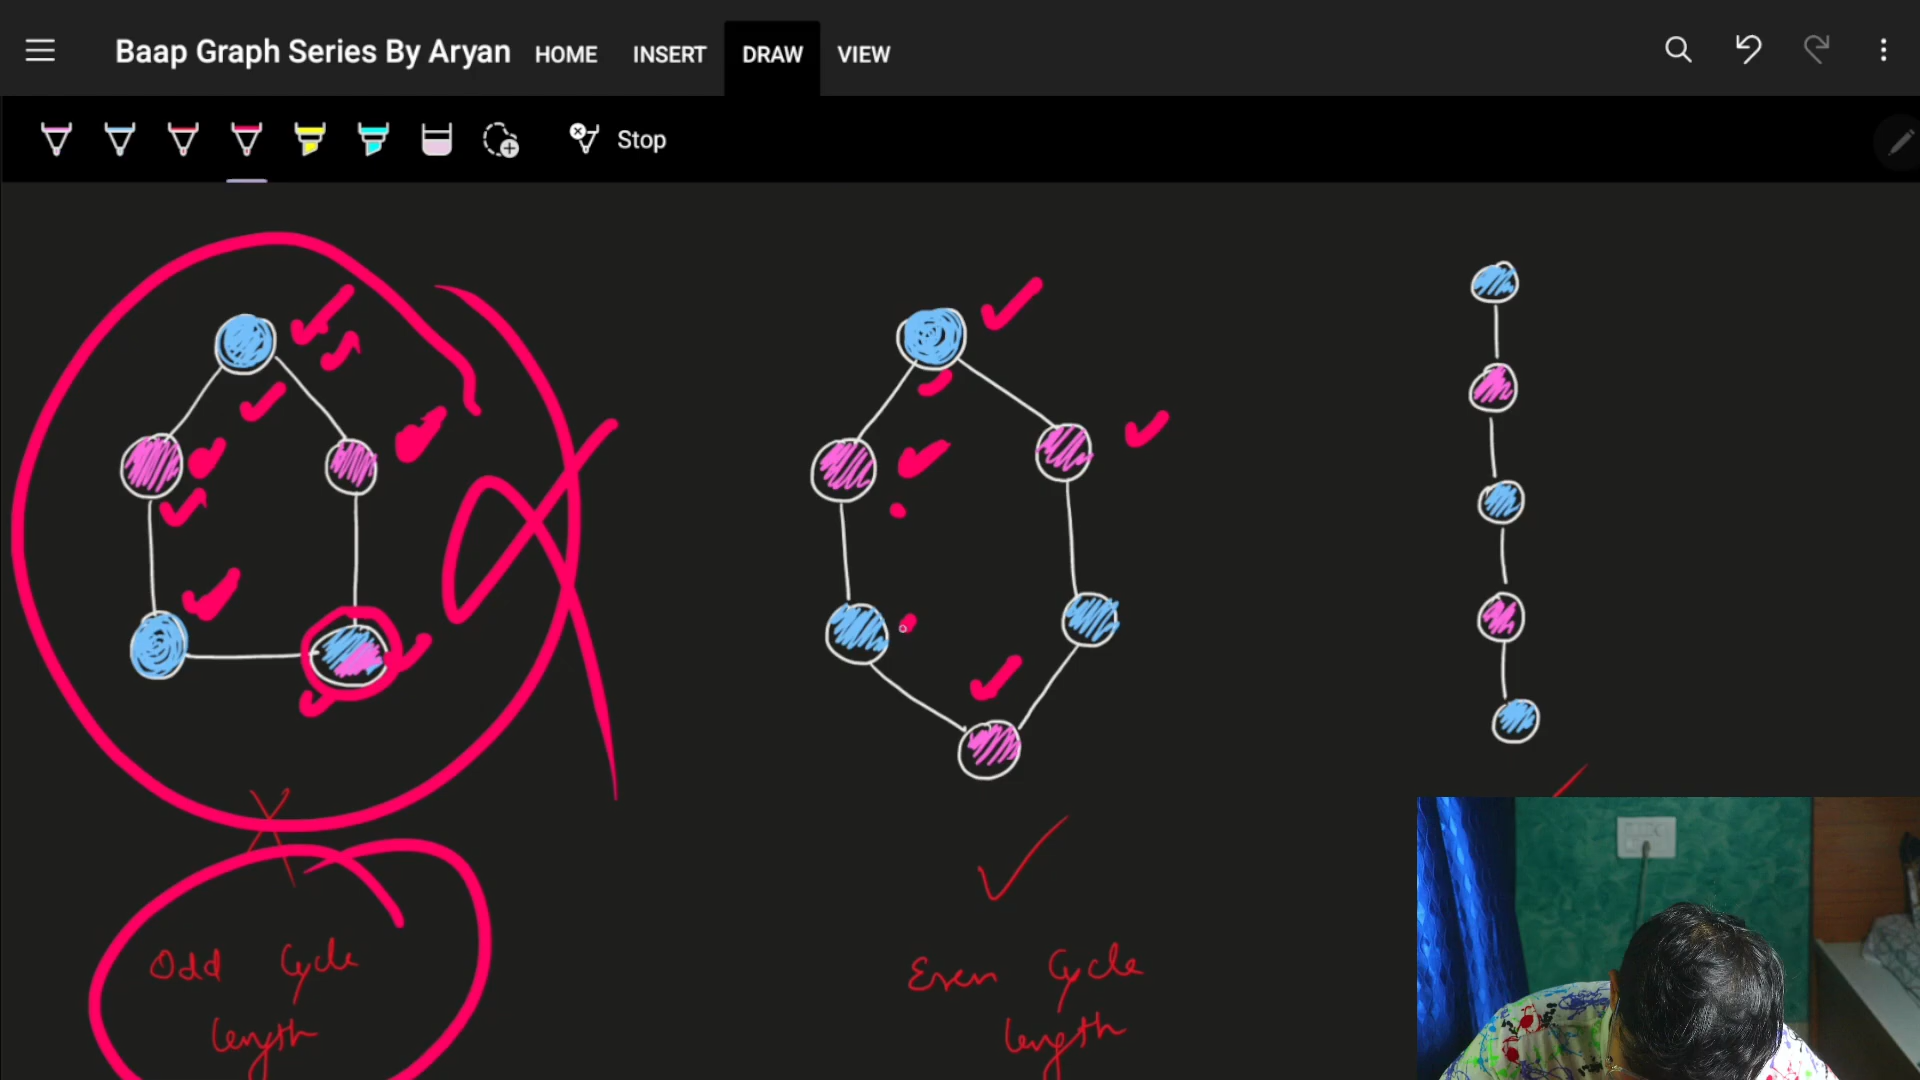 Baap Graph Series By Aryan HOME INSERT DRAW VIEW
Stop
Odd Cycle
length
Even Cycle
length